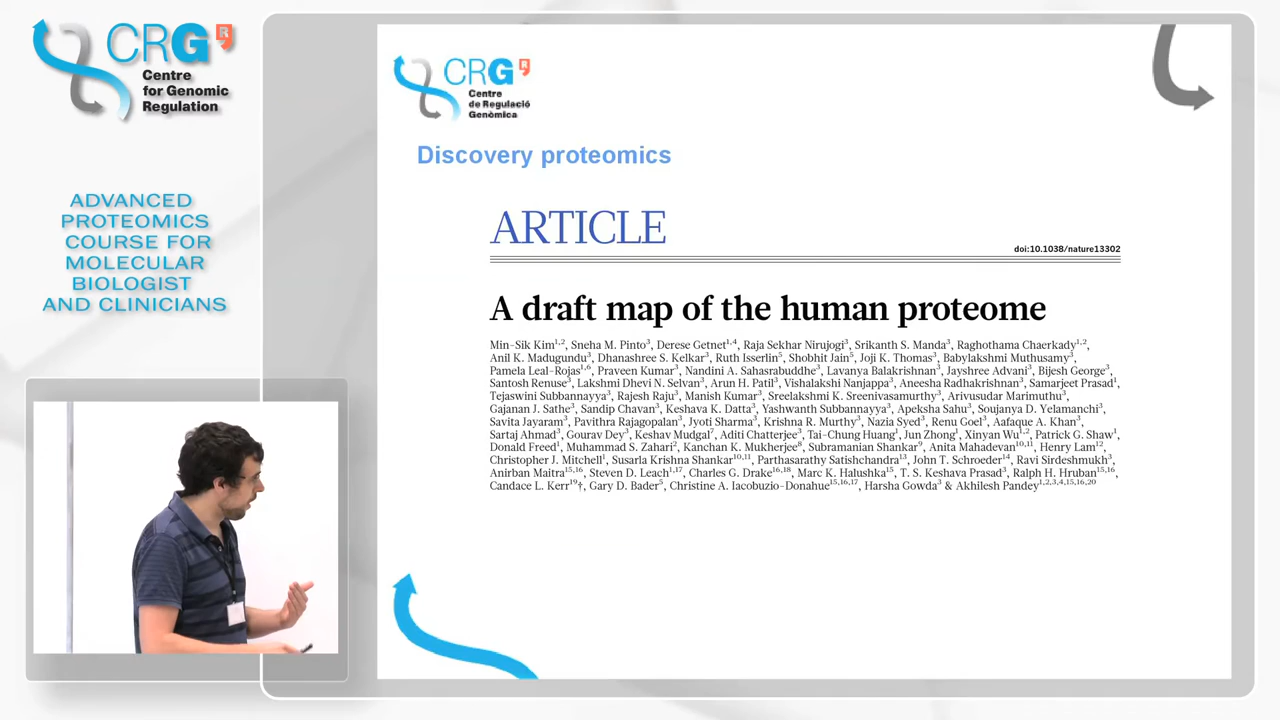 CRG
Centre
for Genomic
Regulation
ADVANCED
PROTEOMICS
COURSE FOR
MOLECULAR
BIOLOGIST
AND CLINICIANS
CRG
Centre
de Regulació
Genòmica
Discovery proteomics
ARTICLE
doi:10.1038/nature13302
A draft map of the human proteome
Min-Sik Kim1,2, Sneha M. Pinto3, Derese Getnet1,4, Raja Sekhar Nirujogi3, Srikanth S. Manda3, Raghothama Chaerkady1,2,
Anil K. Madugundu3, Dhanashree S. Kelkar3, Ruth Isserlin5, Shobhit Jain5, Joji K. Thomas3, Babylakshmi Muthusamy3,
Pamela Leal-Rojas1,6, Praveen Kumar3, Nandini A. Sahasrabuddhe3, Lavanya Balakrishnan3, Jayshree Advani3, Bijesh George3,
Santosh Renuse3, Lakshmi Dhevi N. Selvan3, Arun H. Patil3, Vishalakshi Nanjappa3, Aneesha Radhakrishnan3, Samarjeet Prasad1,
Tejaswini Subbannayya3, Rajesh Raju3, Manish Kumar3, Sreelakshmi K. Sreenivasamurthy3, Arivusudar Marimuthu3,
Gajanan J. Sathe3, Sandip Chavan3, Keshava K. Datta3, Yashwanth Subbannayya3, Apeksha Sahu3, Soujanya D. Yelamanchi3,
Savita Jayaram3, Pavithra Rajagopalan3, Jyoti Sharma3, Krishna R. Murthy3, Nazia Syed3, Renu Goel3, Aafaque A. Khan3,
Sartaj Ahmad3, Gourav Dey3, Keshav Mudgal7, Aditi Chatterjee3, Tai-Chung Huang1, Jun Zhong1, Xinyan Wu1,2, Patrick G. Shaw1,
Donald Freed1, Muhammad S. Zahari2, Kanchan K. Mukherjee8, Subramanian Shankar9, Anita Mahadevan10,11, Henry Lam12,
Christopher J. Mitchell1, Susarla Krishna Shankar10,11, Parthasarathy Satishchandra13, John T. Schroeder14, Ravi Sirdeshmukh3,
Anirban Maitra15,16, Steven D. Leach1,17, Charles G. Drake16,18, Marc K. Halushka15, T. S. Keshava Prasad3, Ralph H. Hruban15,16,
Candace L. Kerr19†, Gary D. Bader5, Christine A. Iacobuzio-Donahue15,16,17, Harsha Gowda3 & Akhilesh Pandey1,2,3,4,15,16,20